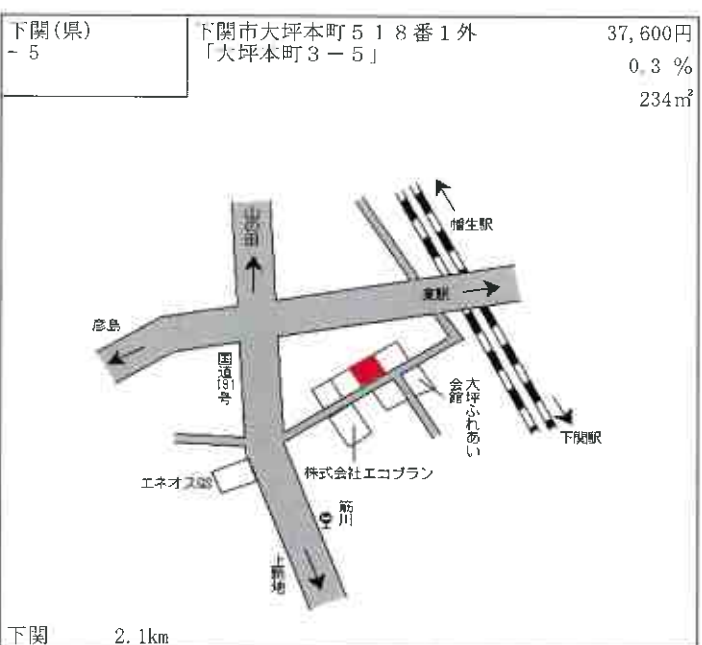 下関(県)
- 5
下関市大坪本町５１８番１外
「大坪本町３－５」
37,600円
0.3 %
234㎡
幡生駅
東駅
彦島
国道191号
大坪ふれあい
会館
下関駅
株式会社エコプラン
エネオスGS
筋川
上新地
下関 2.1km